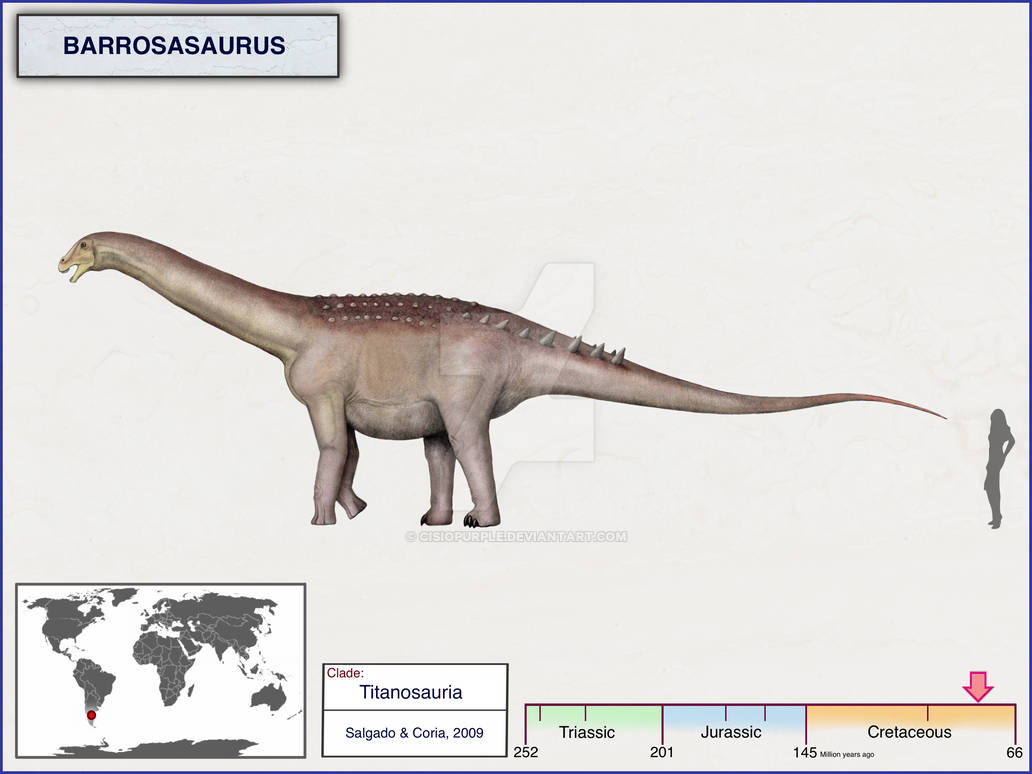 BARROSASAURUS
© CISIOPURPLE.DEVIANTART.COM
Clade:
Titanosauria
Salgado & Coria, 2009
Triassic
Jurassic
Cretaceous
252
201
145
Million years ago
66